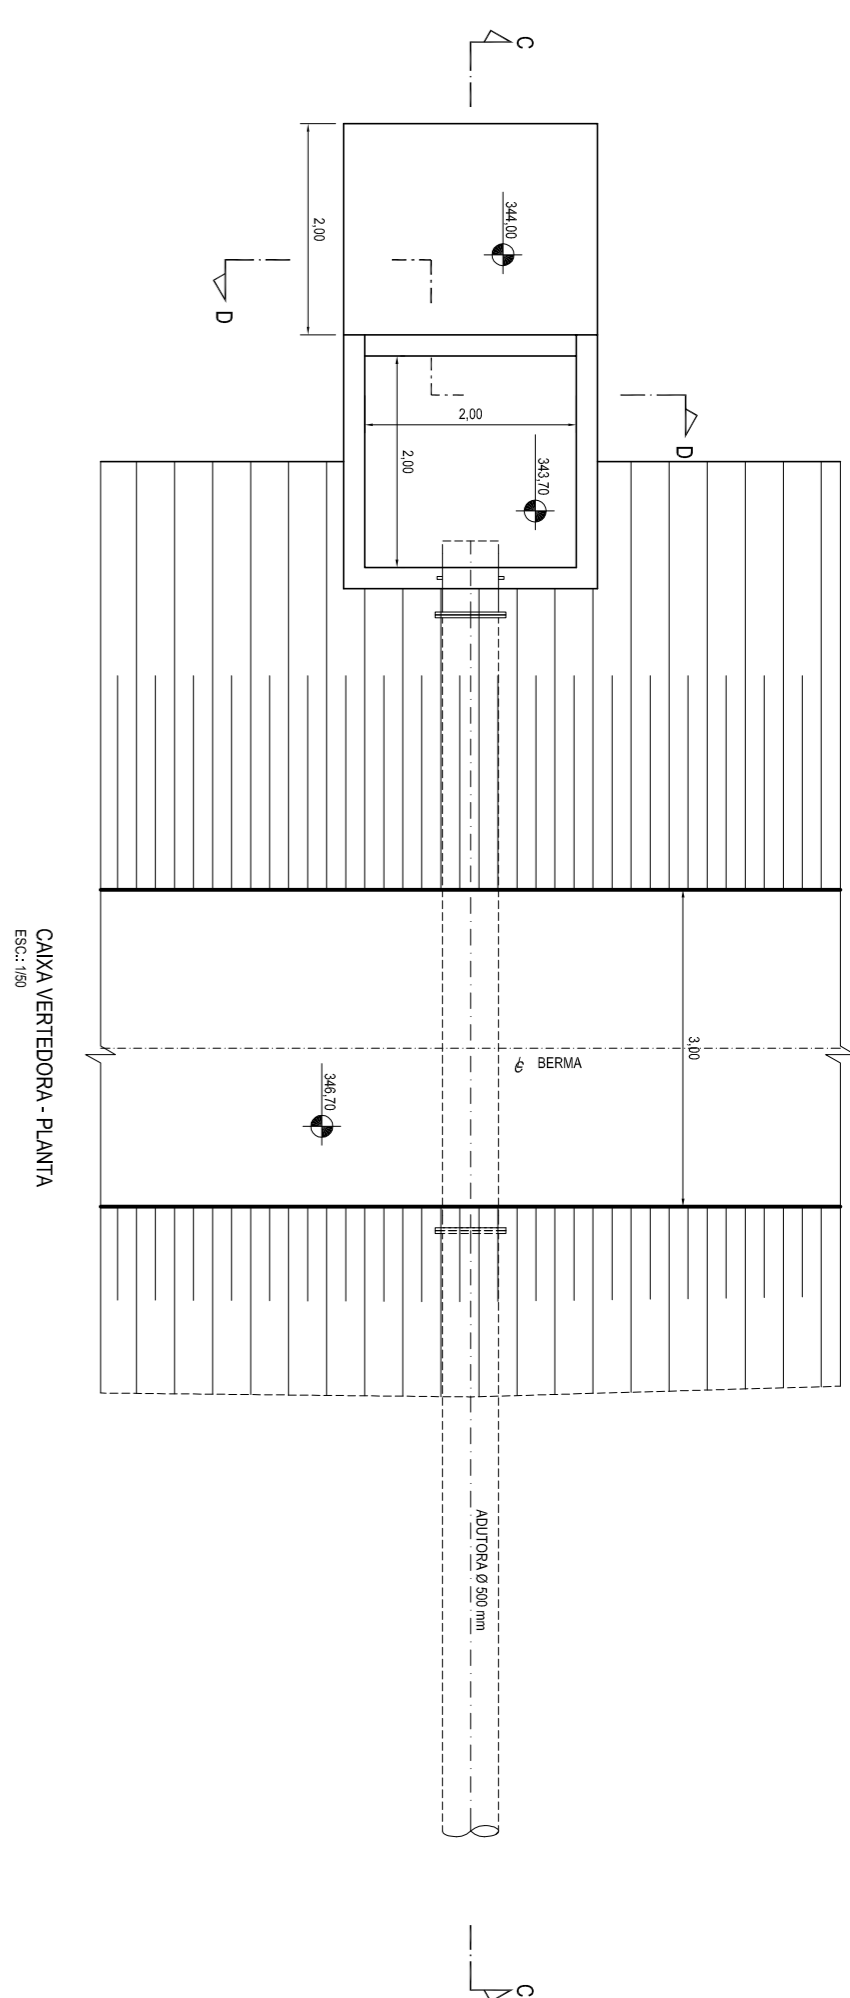 C
2,00
344,00
D
2,00
D
2,00
343,70
3,00
BERMA
346,70
CAIXA VERTEDORA - PLANTA
ESC.: 1/50
ADUTORA Ø 500 mm
C